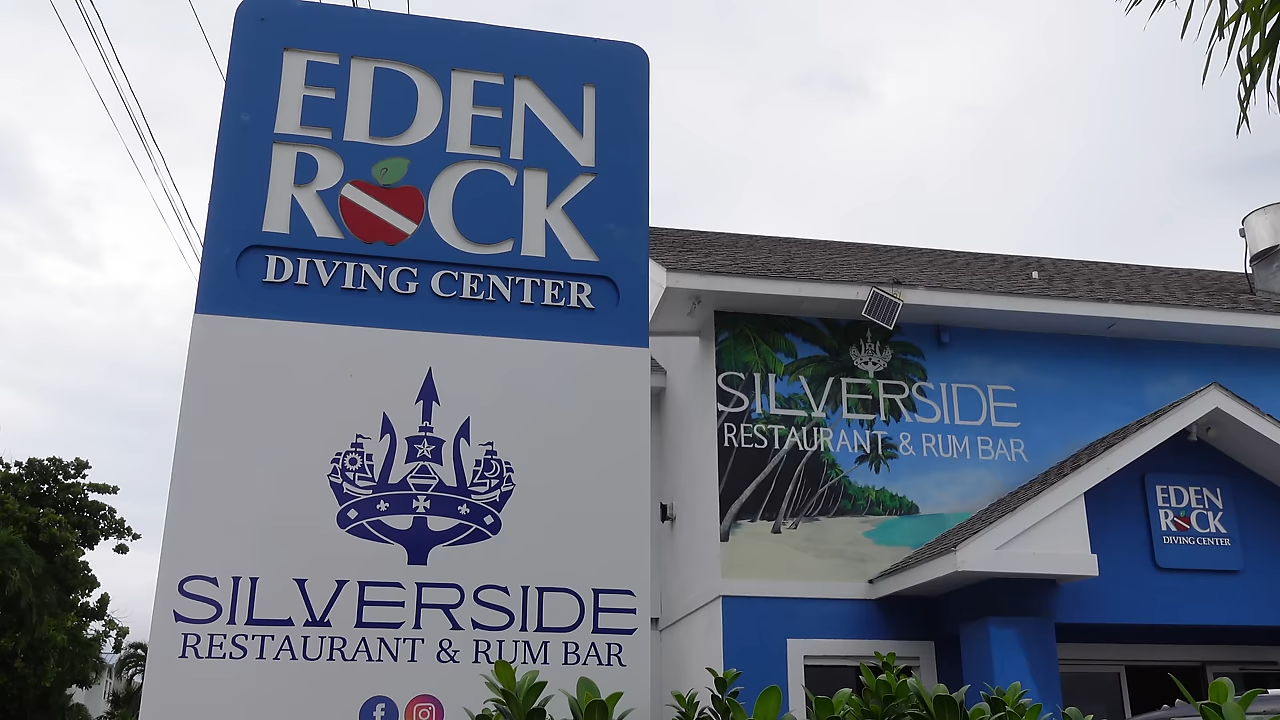 EDEN
ROCK
DIVING CENTER
SILVERSIDE
RESTAURANT & RUM BAR
SILVERSIDE
RESTAURANT & RUM BAR
EDEN
ROCK
DIVING CENTER